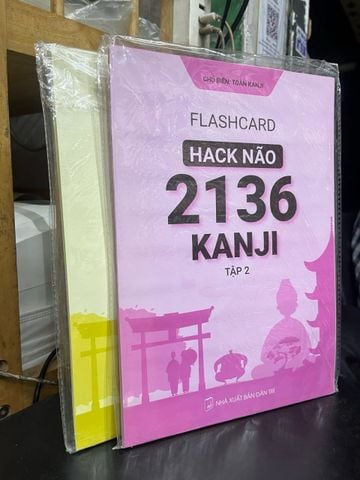 CHỦ BIÊN: TOÀN KANJI
FLASHCARD
HACK NÃO
2136
KANJI
TẬP 2
NHÀ XUẤT BẢN DÂN TRÍ